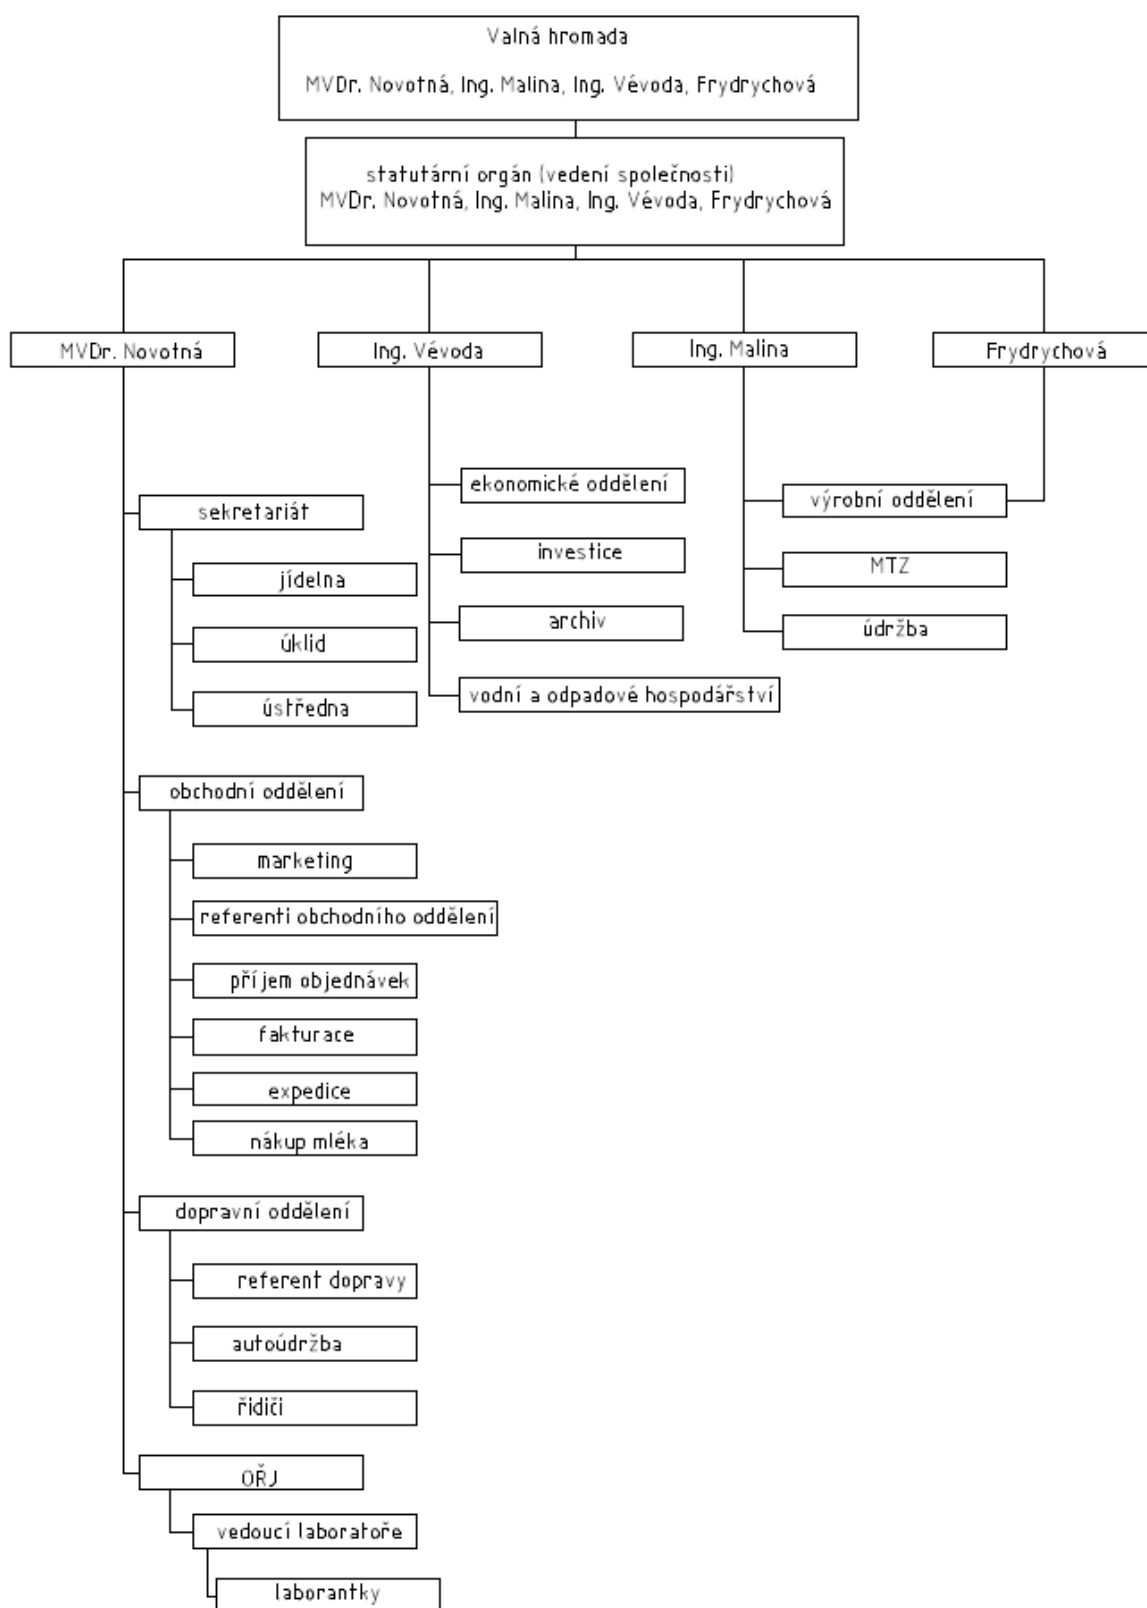 Valná hromada
MVDr. Novotná, Ing. Malina, Ing. Vévoda, Frydrychová
statutární orgán (vedení společnosti)
MVDr. Novotná, Ing. Malina, Ing. Vévoda, Frydrychová
MVDr. Novotná
Ing. Vévoda
Ing. Malina
Frydrychová
sekretariát
jídelna
úklid
ústředna
obchodní oddělení
marketing
referenti obchodního oddělení
příjem objednávek
fakturace
expedice
nákup mléka
dopravní oddělení
referent dopravy
autoúdržba
řidiči
OŘJ
vedoucí laboratoře
laborantky
ekonomické oddělení
investice
archiv
vodní a odpadové hospodářství
výrobní oddělení
MTZ
údržba